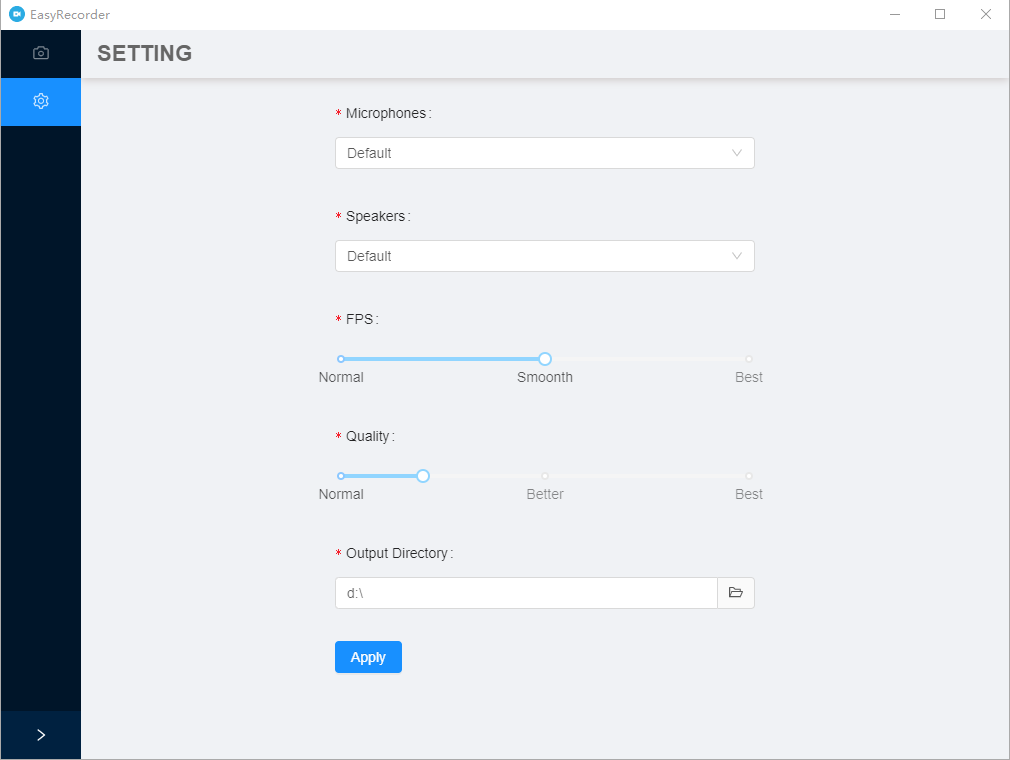 EasyRecorder
SETTING
* Microphones:
Default
* Speakers:
Default
* FPS:
Normal Smoonth Best
* Quality:
Normal Better Best
* Output Directory:
d:\
Apply